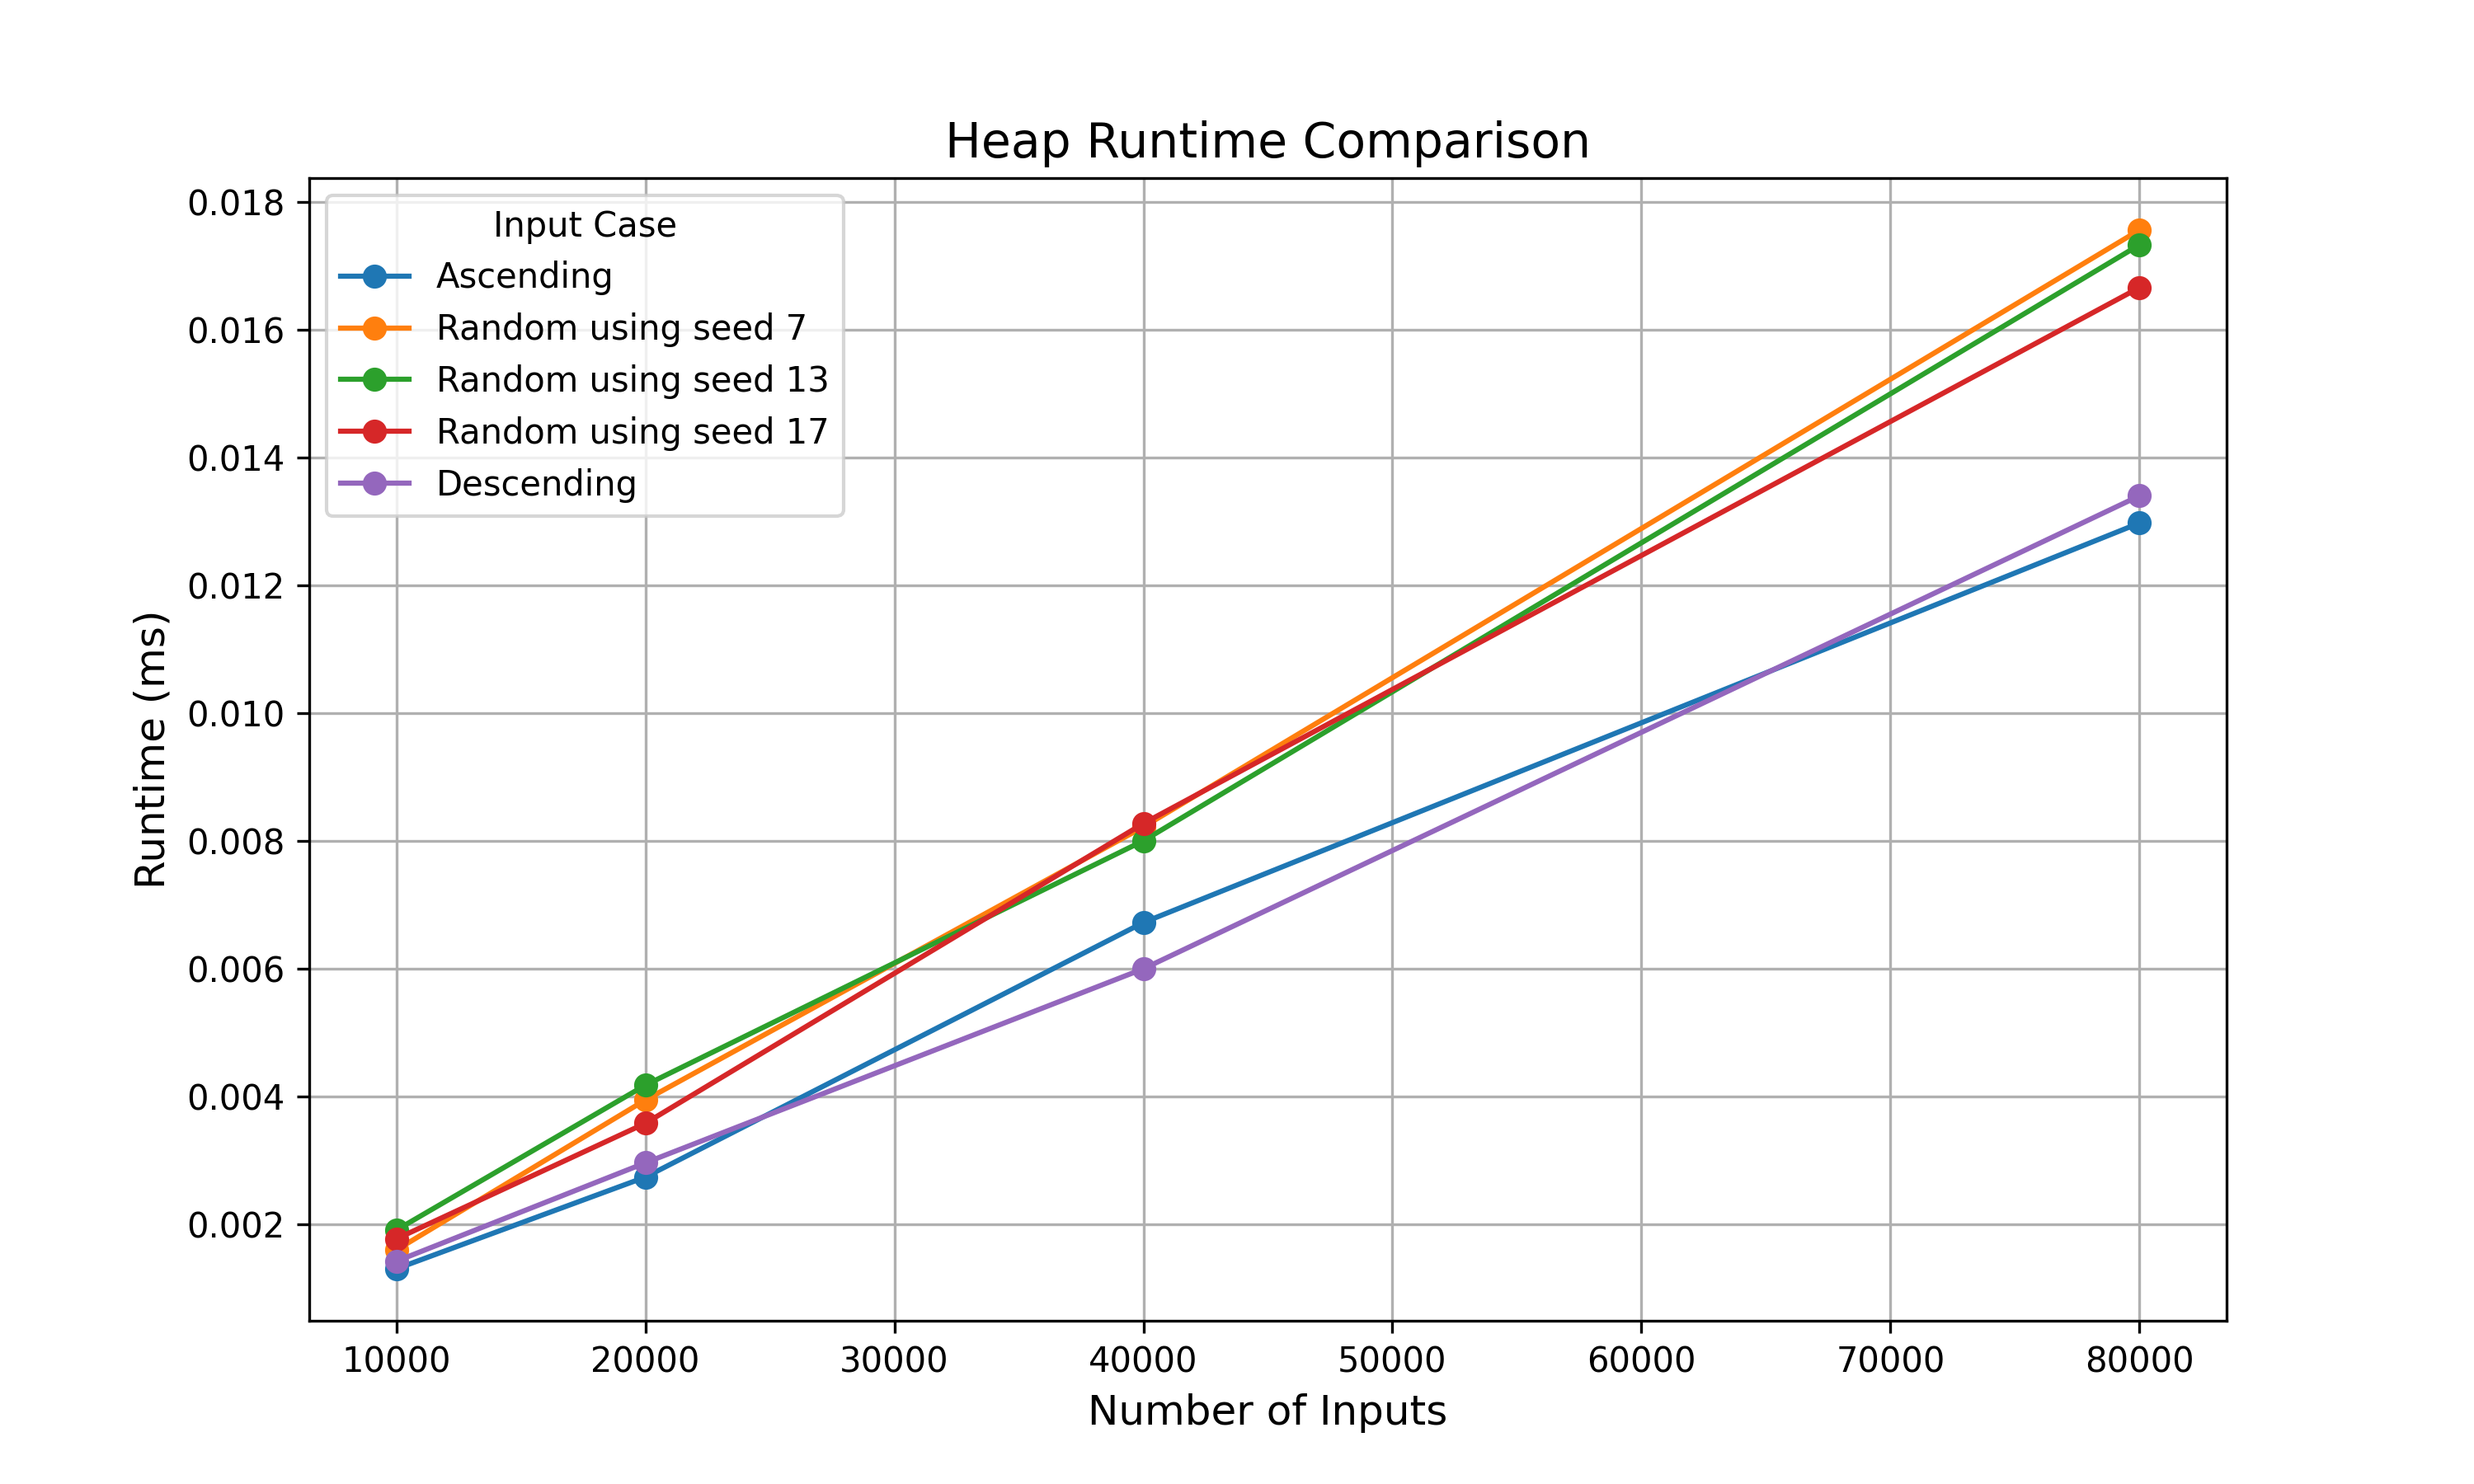 Heap Runtime Comparison
Input Case
Ascending
Random using seed 7
Random using seed 13
Random using seed 17
Descending
Runtime (ms)
0.018
0.016
0.014
0.012
0.010
0.008
0.006
0.004
0.002
10000 20000 30000 40000 50000 60000 70000 80000
Number of Inputs